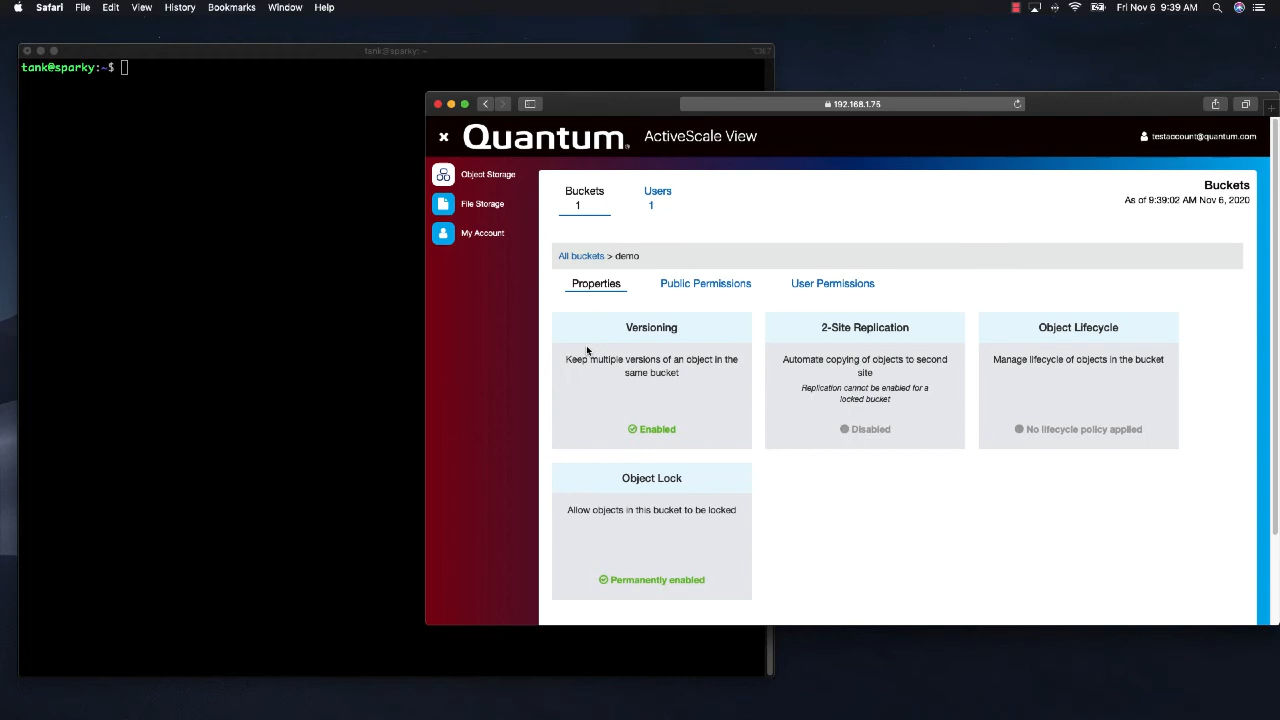 Safari File Edit View History Bookmarks Window Help
Fri Nov 6 9:39 AM
tank@sparky: ~
⌥⌘7
tank@sparky:~$
192.168.1.75
Quantum. ActiveScale View
testaccount@quantum.com
Object Storage
File Storage
My Account
Buckets
1
Users
1
Buckets
As of 9:39:02 AM Nov 6, 2020
All buckets > demo
Properties
Public Permissions
User Permissions
Versioning
Keep multiple versions of an object in the
same bucket
Enabled
2-Site Replication
Automate copying of objects to second
site
Replication cannot be enabled for a
locked bucket
Disabled
Object Lifecycle
Manage lifecycle of objects in the bucket
No lifecycle policy applied
Object Lock
Allow objects in this bucket to be locked
Permanently enabled